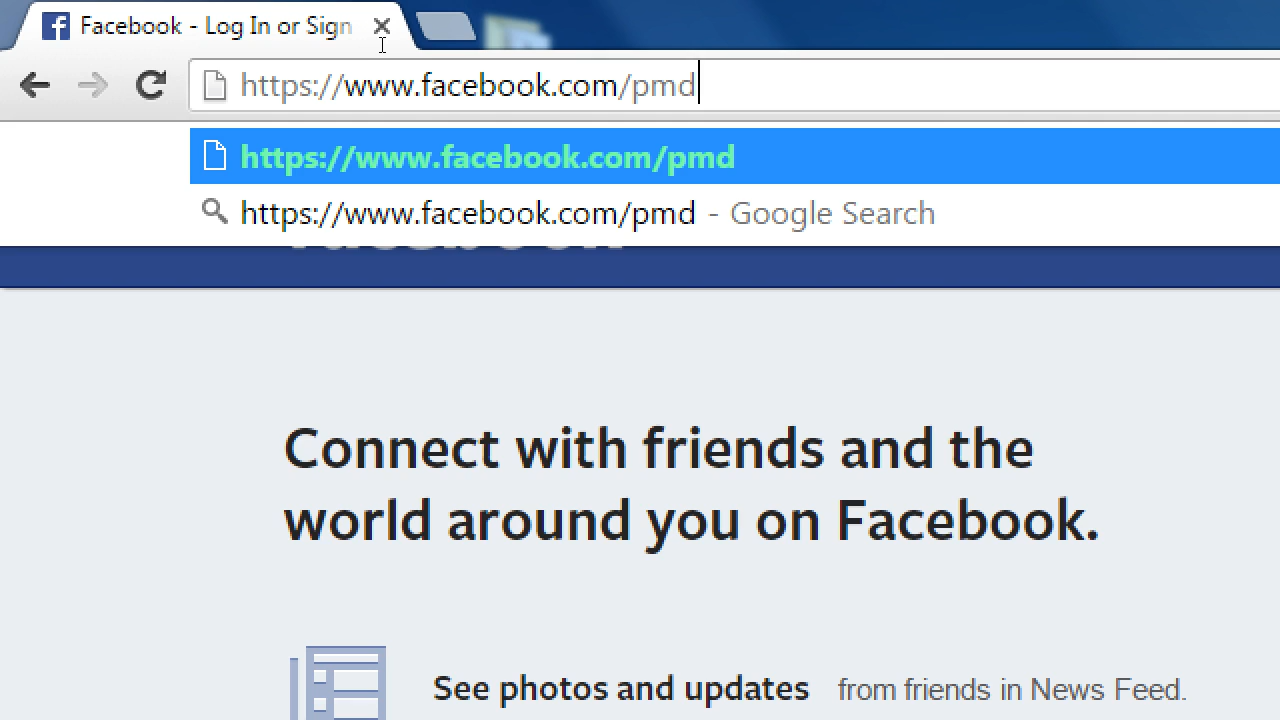 Facebook - Log In or Sign
https://www.facebook.com/pmd
https://www.facebook.com/pmd
https://www.facebook.com/pmd - Google Search
Connect with friends and the
world around you on Facebook.
See photos and updates from friends in News Feed.